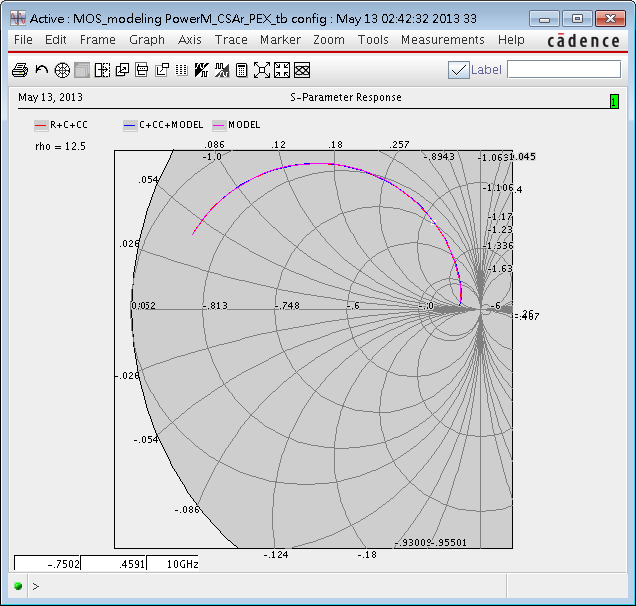 Active : MOS_modeling PowerM_CSAr_PEX_tb config : May 13 02:42:32 2013 33
File Edit Frame Graph Axis Trace Marker Zoom Tools Measurements Help cādence
Label
May 13, 2013 S-Parameter Response 1
R+C+CC C+CC+MODEL MODEL
rho = 12.5
.086 .12 .18 .257
-1.0 -.8943 -1.063 1.045
.054 -1.106 .4
-1.17
-1.23
.026 -1.336
-1.63
0 .052 -.813 -.748 -.6 -.0 -6
-.026
-.054
-.086
-.124 -.18 -.93009 -.95501
-.7502 .4591 10GHz
>